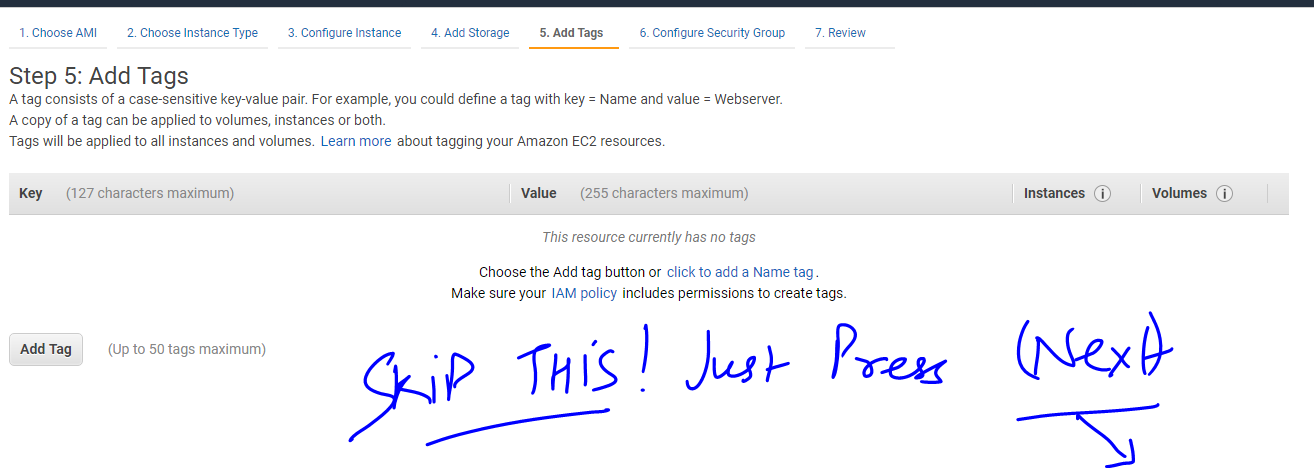 1. Choose AMI 2. Choose Instance Type 3. Configure Instance 4. Add Storage 5. Add Tags 6. Configure Security Group 7. Review
Step 5: Add Tags
A tag consists of a case-sensitive key-value pair. For example, you could define a tag with key = Name and value = Webserver.
A copy of a tag can be applied to volumes, instances or both.
Tags will be applied to all instances and volumes. Learn more about tagging your Amazon EC2 resources.
Key (127 characters maximum) Value (255 characters maximum) Instances i Volumes i
This resource currently has no tags
Choose the Add tag button or click to add a Name tag.
Make sure your IAM policy includes permissions to create tags.
Add Tag (Up to 50 tags maximum)
SkiP THiS! Just Press (Next)